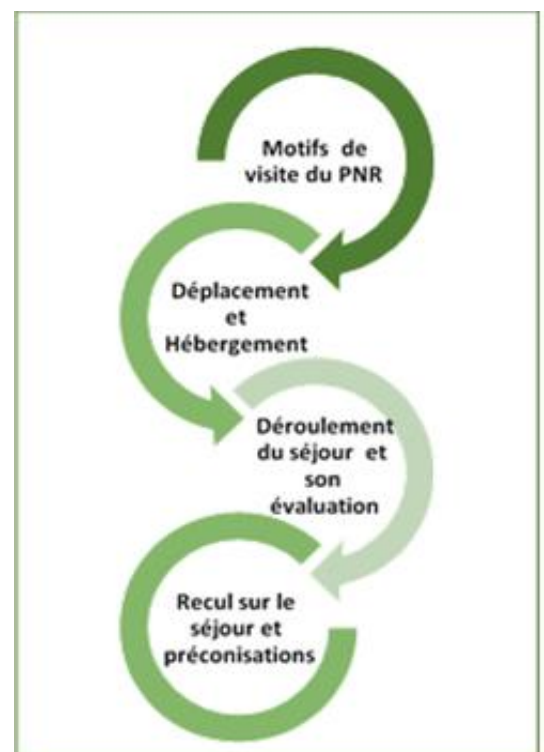 Motifs de
visite du PNR
Déplacement
et
Hébergement
Déroulement
du séjour et
son
évaluation
Recul sur le
séjour et
préconisations